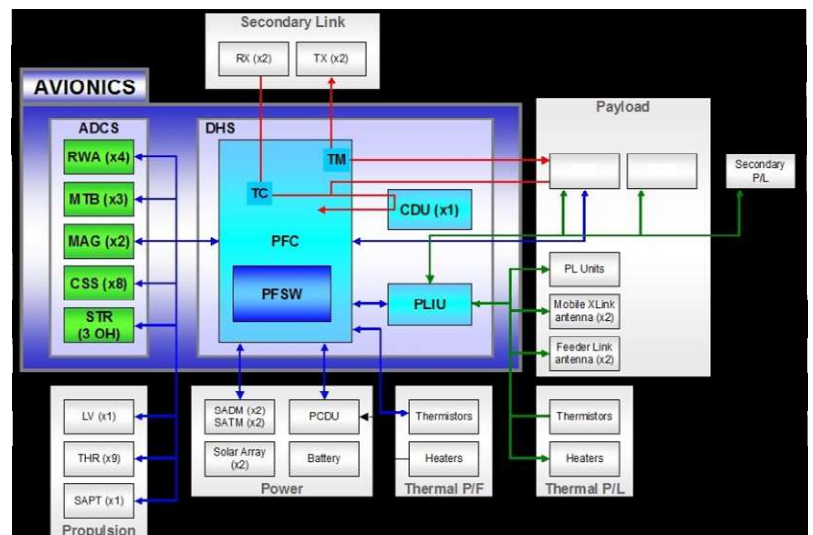 Secondary Link
RX (x2)
TX (x2)
AVIONICS
ADCS
RWA (x4)
MTB (x3)
MAG (x2)
CSS (x8)
STR
(3 OH)
DHS
TM
TC
CDU (x1)
PFC
PFSW
PLIU
Payload
Secondary
P/L
PL Units
Mobile XLink
antenna (x2)
Feeder Link
antenna (x2)
LV (x1)
THR (x9)
SAPT (x1)
Propulsion
SADM (x2)
SATM (x2)
PCDU
Solar Array
(x2)
Battery
Power
Thermistors
Heaters
Thermal P/F
Thermistors
Heaters
Thermal P/L